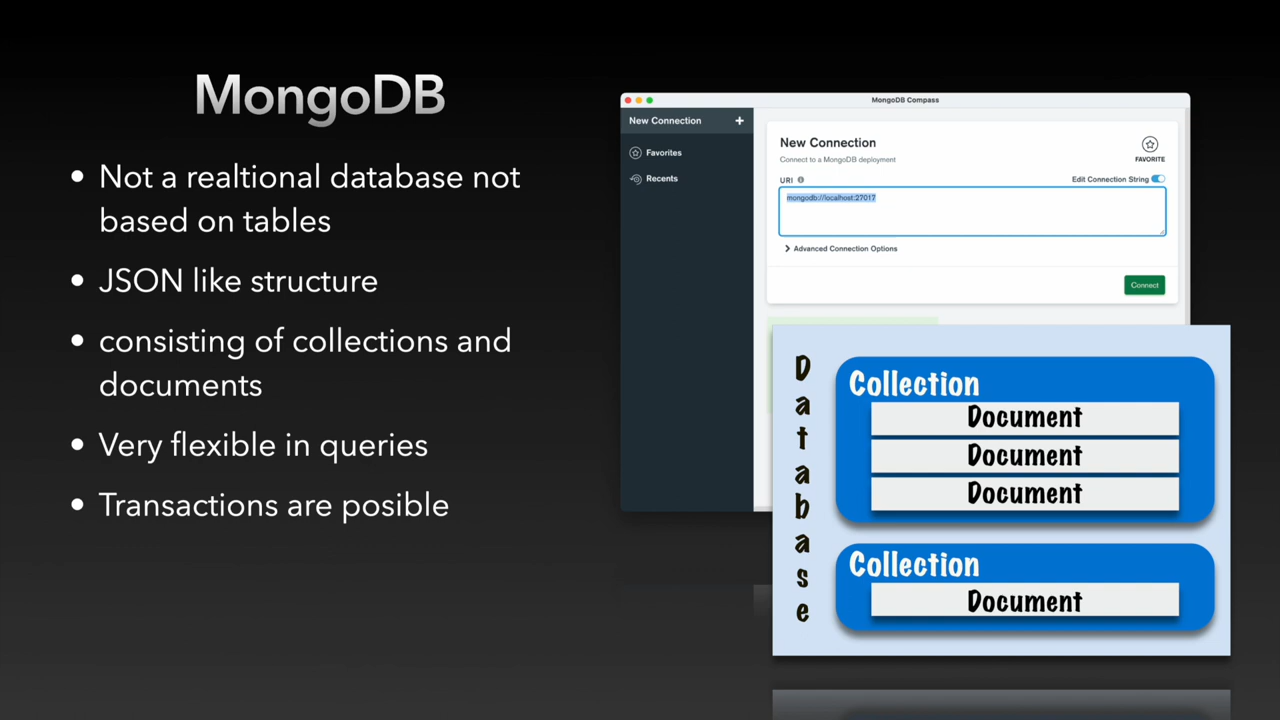 MongoDB
• Not a realtional database not
based on tables
• JSON like structure
• consisting of collections and
documents
• Very flexible in queries
• Transactions are posible
MongoDB Compass
New Connection +
Favorites
Recents
New Connection
Connect to a MongoDB deployment
FAVORITE
URI
Edit Connection String
mongodb://localhost:27017
Advanced Connection Options
Connect
Database
Collection
Document
Document
Document
Collection
Document